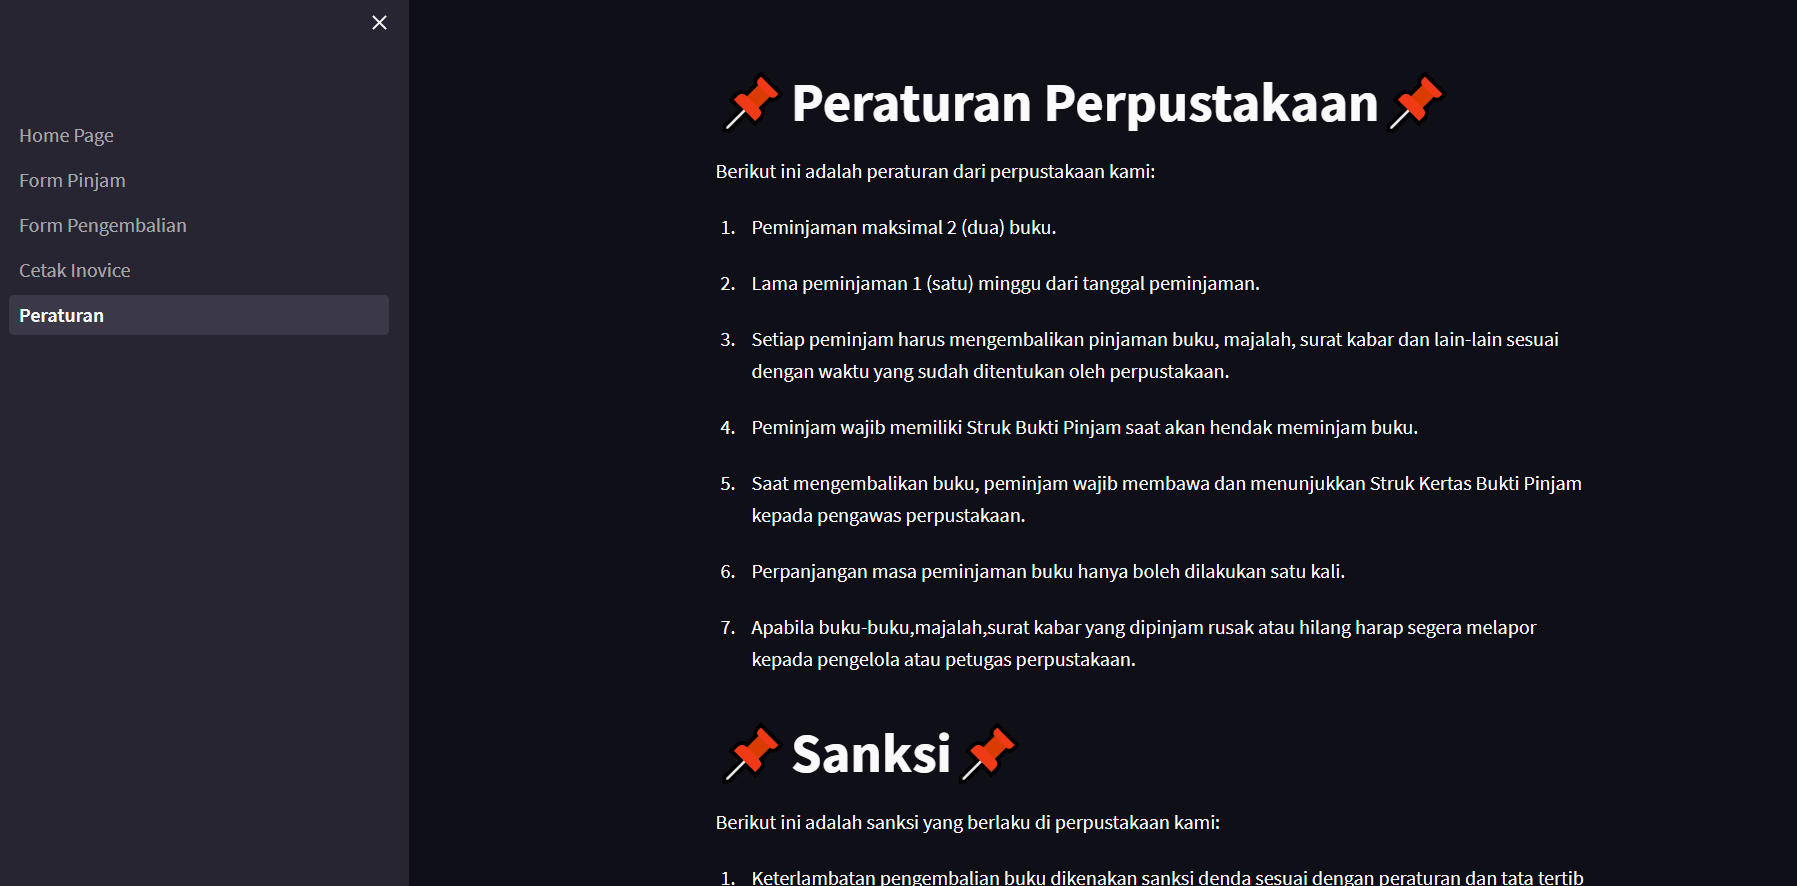 Home Page
Form Pinjam
Form Pengembalian
Cetak Inovice
Peraturan
Peraturan Perpustakaan
Berikut ini adalah peraturan dari perpustakaan kami:
1. Peminjaman maksimal 2 (dua) buku.
2. Lama peminjaman 1 (satu) minggu dari tanggal peminjaman.
3. Setiap peminjam harus mengembalikan pinjaman buku, majalah, surat kabar dan lain-lain sesuai
dengan waktu yang sudah ditentukan oleh perpustakaan.
4. Peminjam wajib memiliki Struk Bukti Pinjam saat akan hendak meminjam buku.
5. Saat mengembalikan buku, peminjam wajib membawa dan menunjukkan Struk Kertas Bukti Pinjam
kepada pengawas perpustakaan.
6. Perpanjangan masa peminjaman buku hanya boleh dilakukan satu kali.
7. Apabila buku-buku,majalah,surat kabar yang dipinjam rusak atau hilang harap segera melapor
kepada pengelola atau petugas perpustakaan.
Sanksi
Berikut ini adalah sanksi yang berlaku di perpustakaan kami:
1. Keterlambatan pengembalian buku dikenakan sanksi denda sesuai dengan peraturan dan tata tertib